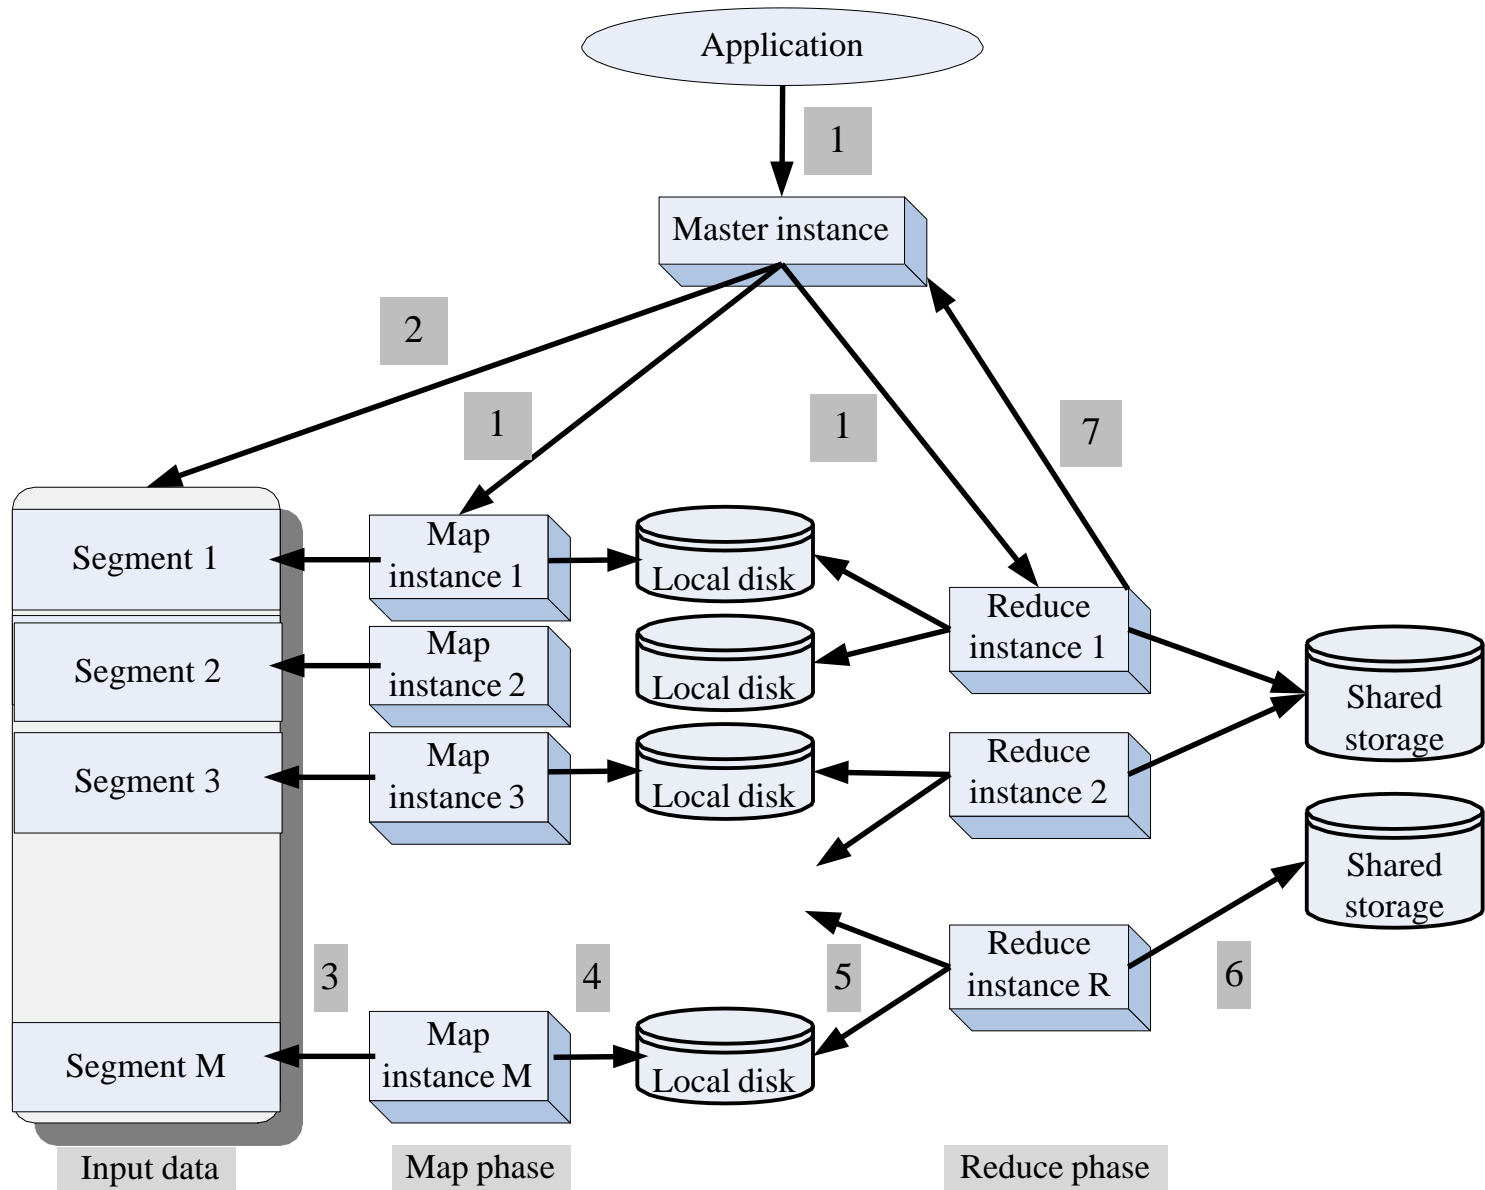 Application
1
Master instance
2
1
1
7
Segment 1
Map
instance 1
Local disk
Reduce
instance 1
Segment 2
Map
instance 2
Local disk
Shared
storage
Segment 3
Map
instance 3
Local disk
Reduce
instance 2
Shared
storage
3
4
5
Reduce
instance R
6
Segment M
Map
instance M
Local disk
Input data
Map phase
Reduce phase